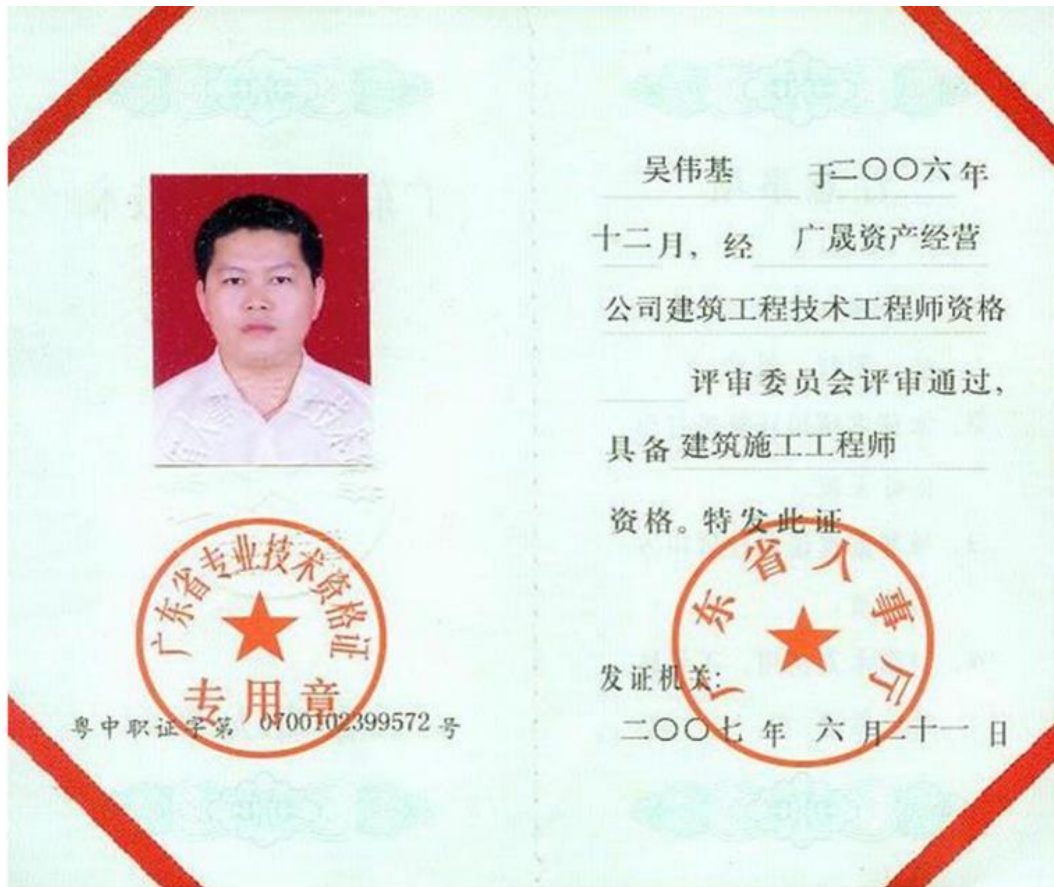 广东省专业技术资格证
专用章
粤中职证字第 0700102399572 号
吴伟基 于二〇〇六年
十二月，经 广晟资产经营
公司建筑工程技术工程师资格
评审委员会评审通过，
具备 建筑施工工程师
资格。特发此证
广东省人事厅
发证机关：
二〇〇七 年 六 月二十一 日